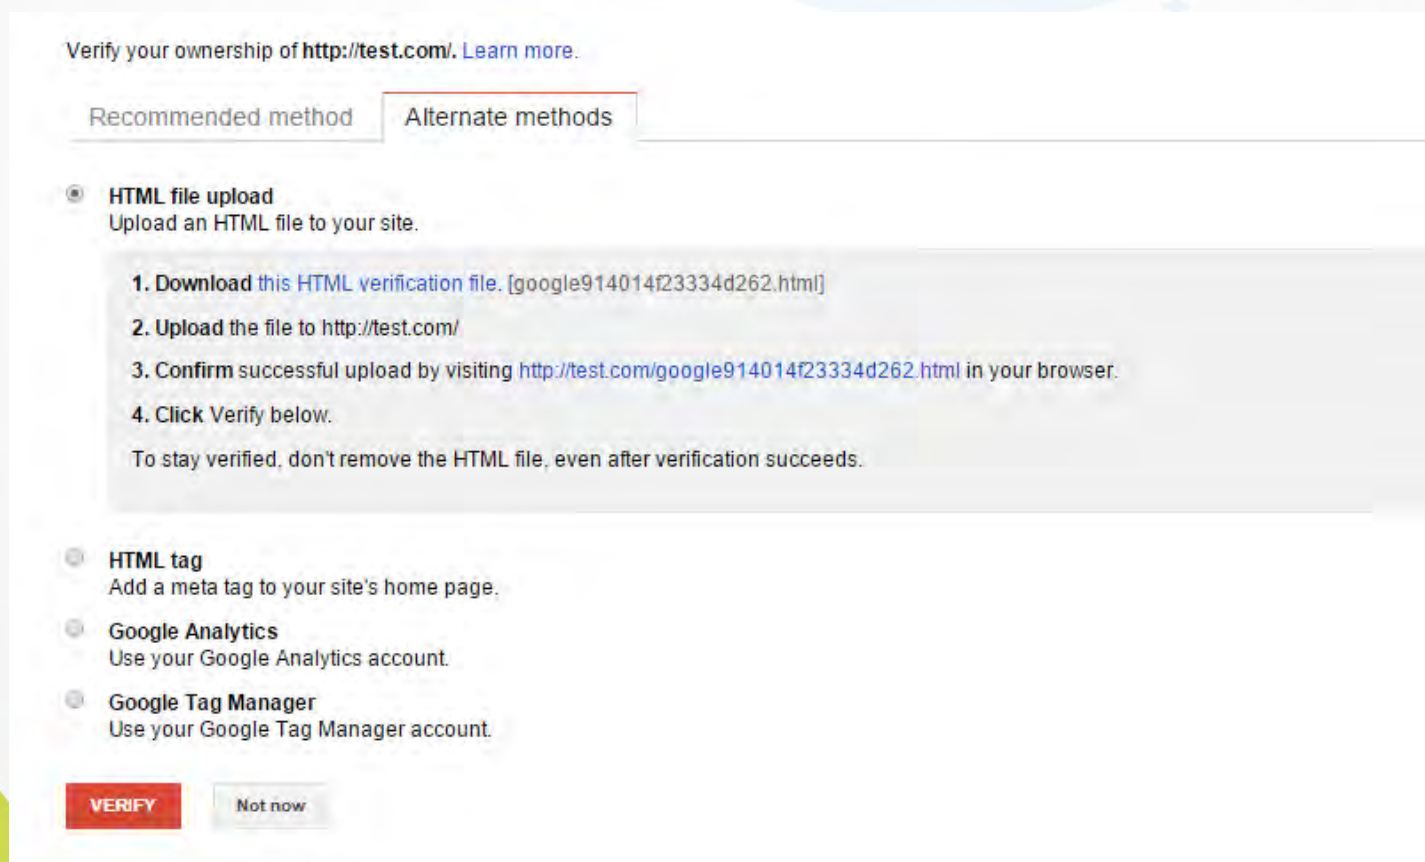 Verify your ownership of http://test.com/. Learn more.
Recommended method
Alternate methods
HTML file upload
Upload an HTML file to your site.
1. Download this HTML verification file. [google914014f23334d262.html]
2. Upload the file to http://test.com/
3. Confirm successful upload by visiting http://test.com/google914014f23334d262.html in your browser.
4. Click Verify below.
To stay verified, don't remove the HTML file, even after verification succeeds.
HTML tag
Add a meta tag to your site's home page.
Google Analytics
Use your Google Analytics account.
Google Tag Manager
Use your Google Tag Manager account.
VERIFY
Not now